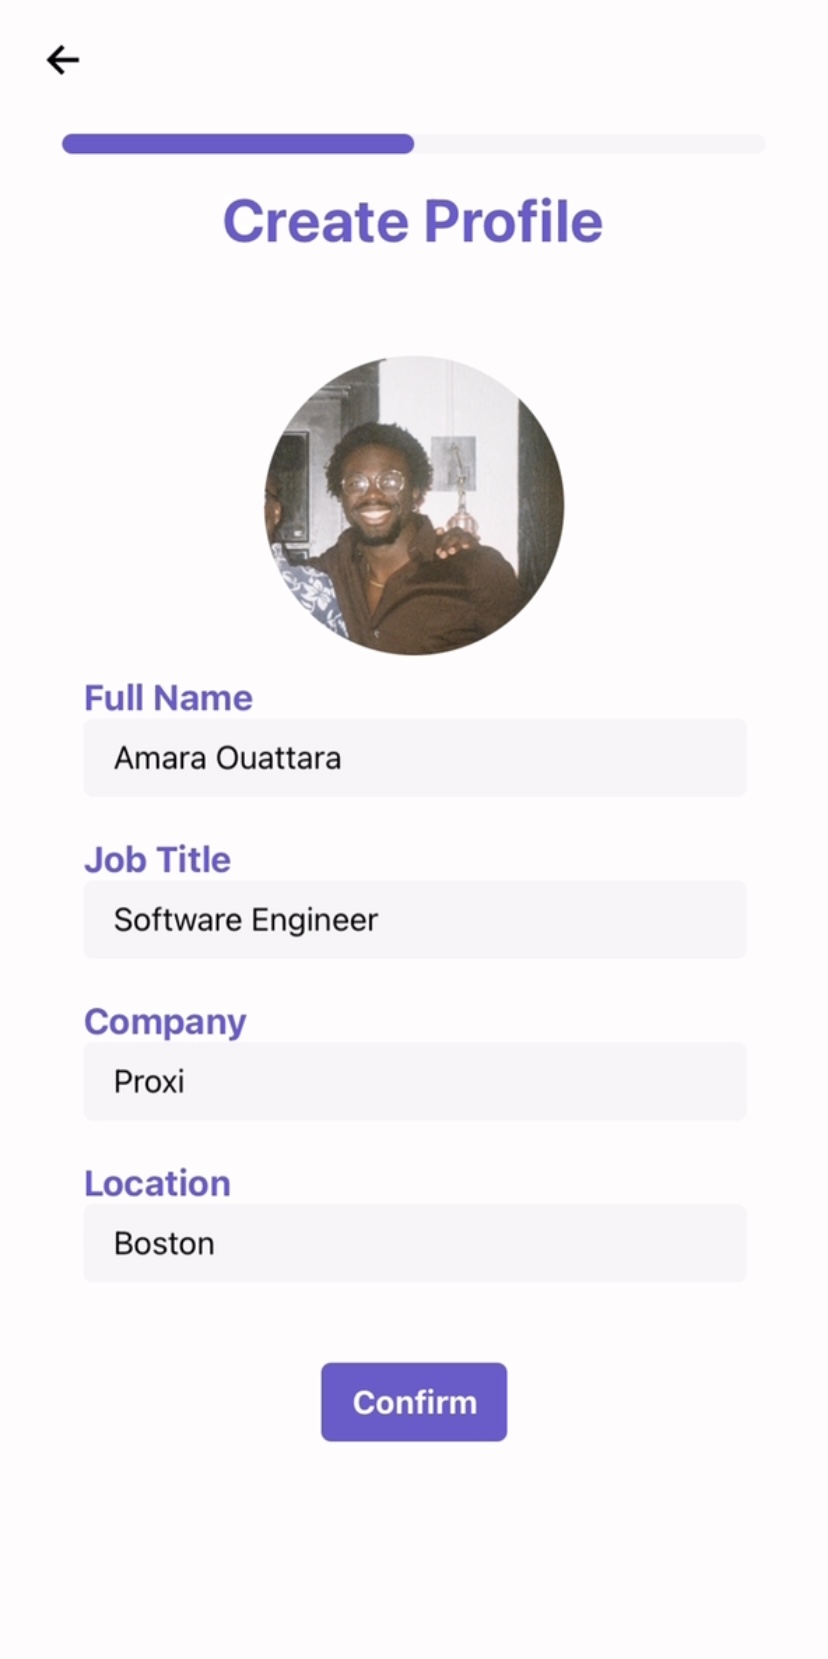 Create Profile
Full Name
Amara Ouattara
Job Title
Software Engineer
Company
Proxi
Location
Boston
Confirm